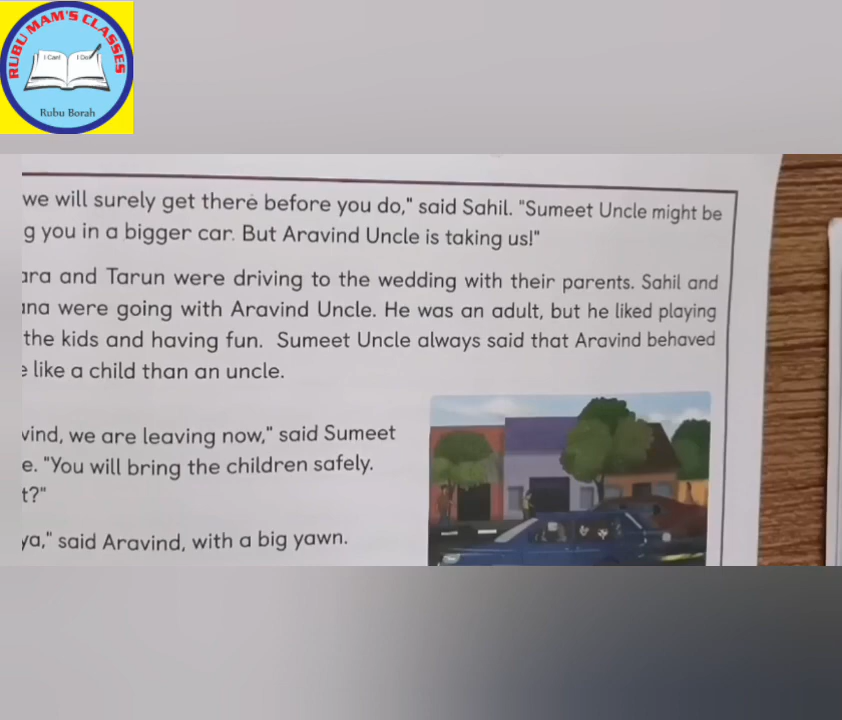 RUBU MAM'S CLASSES
I Can!
I Do
Rubu Borah
we will surely get there before you do," said Sahil. "Sumeet Uncle might be
g you in a bigger car. But Aravind Uncle is taking us!"
ara and Tarun were driving to the wedding with their parents. Sahil and
ana were going with Aravind Uncle. He was an adult, but he liked playing
the kids and having fun. Sumeet Uncle always said that Aravind behaved
e like a child than an uncle.
vind, we are leaving now," said Sumeet
e. "You will bring the children safely.
t?"
ya," said Aravind, with a big yawn.